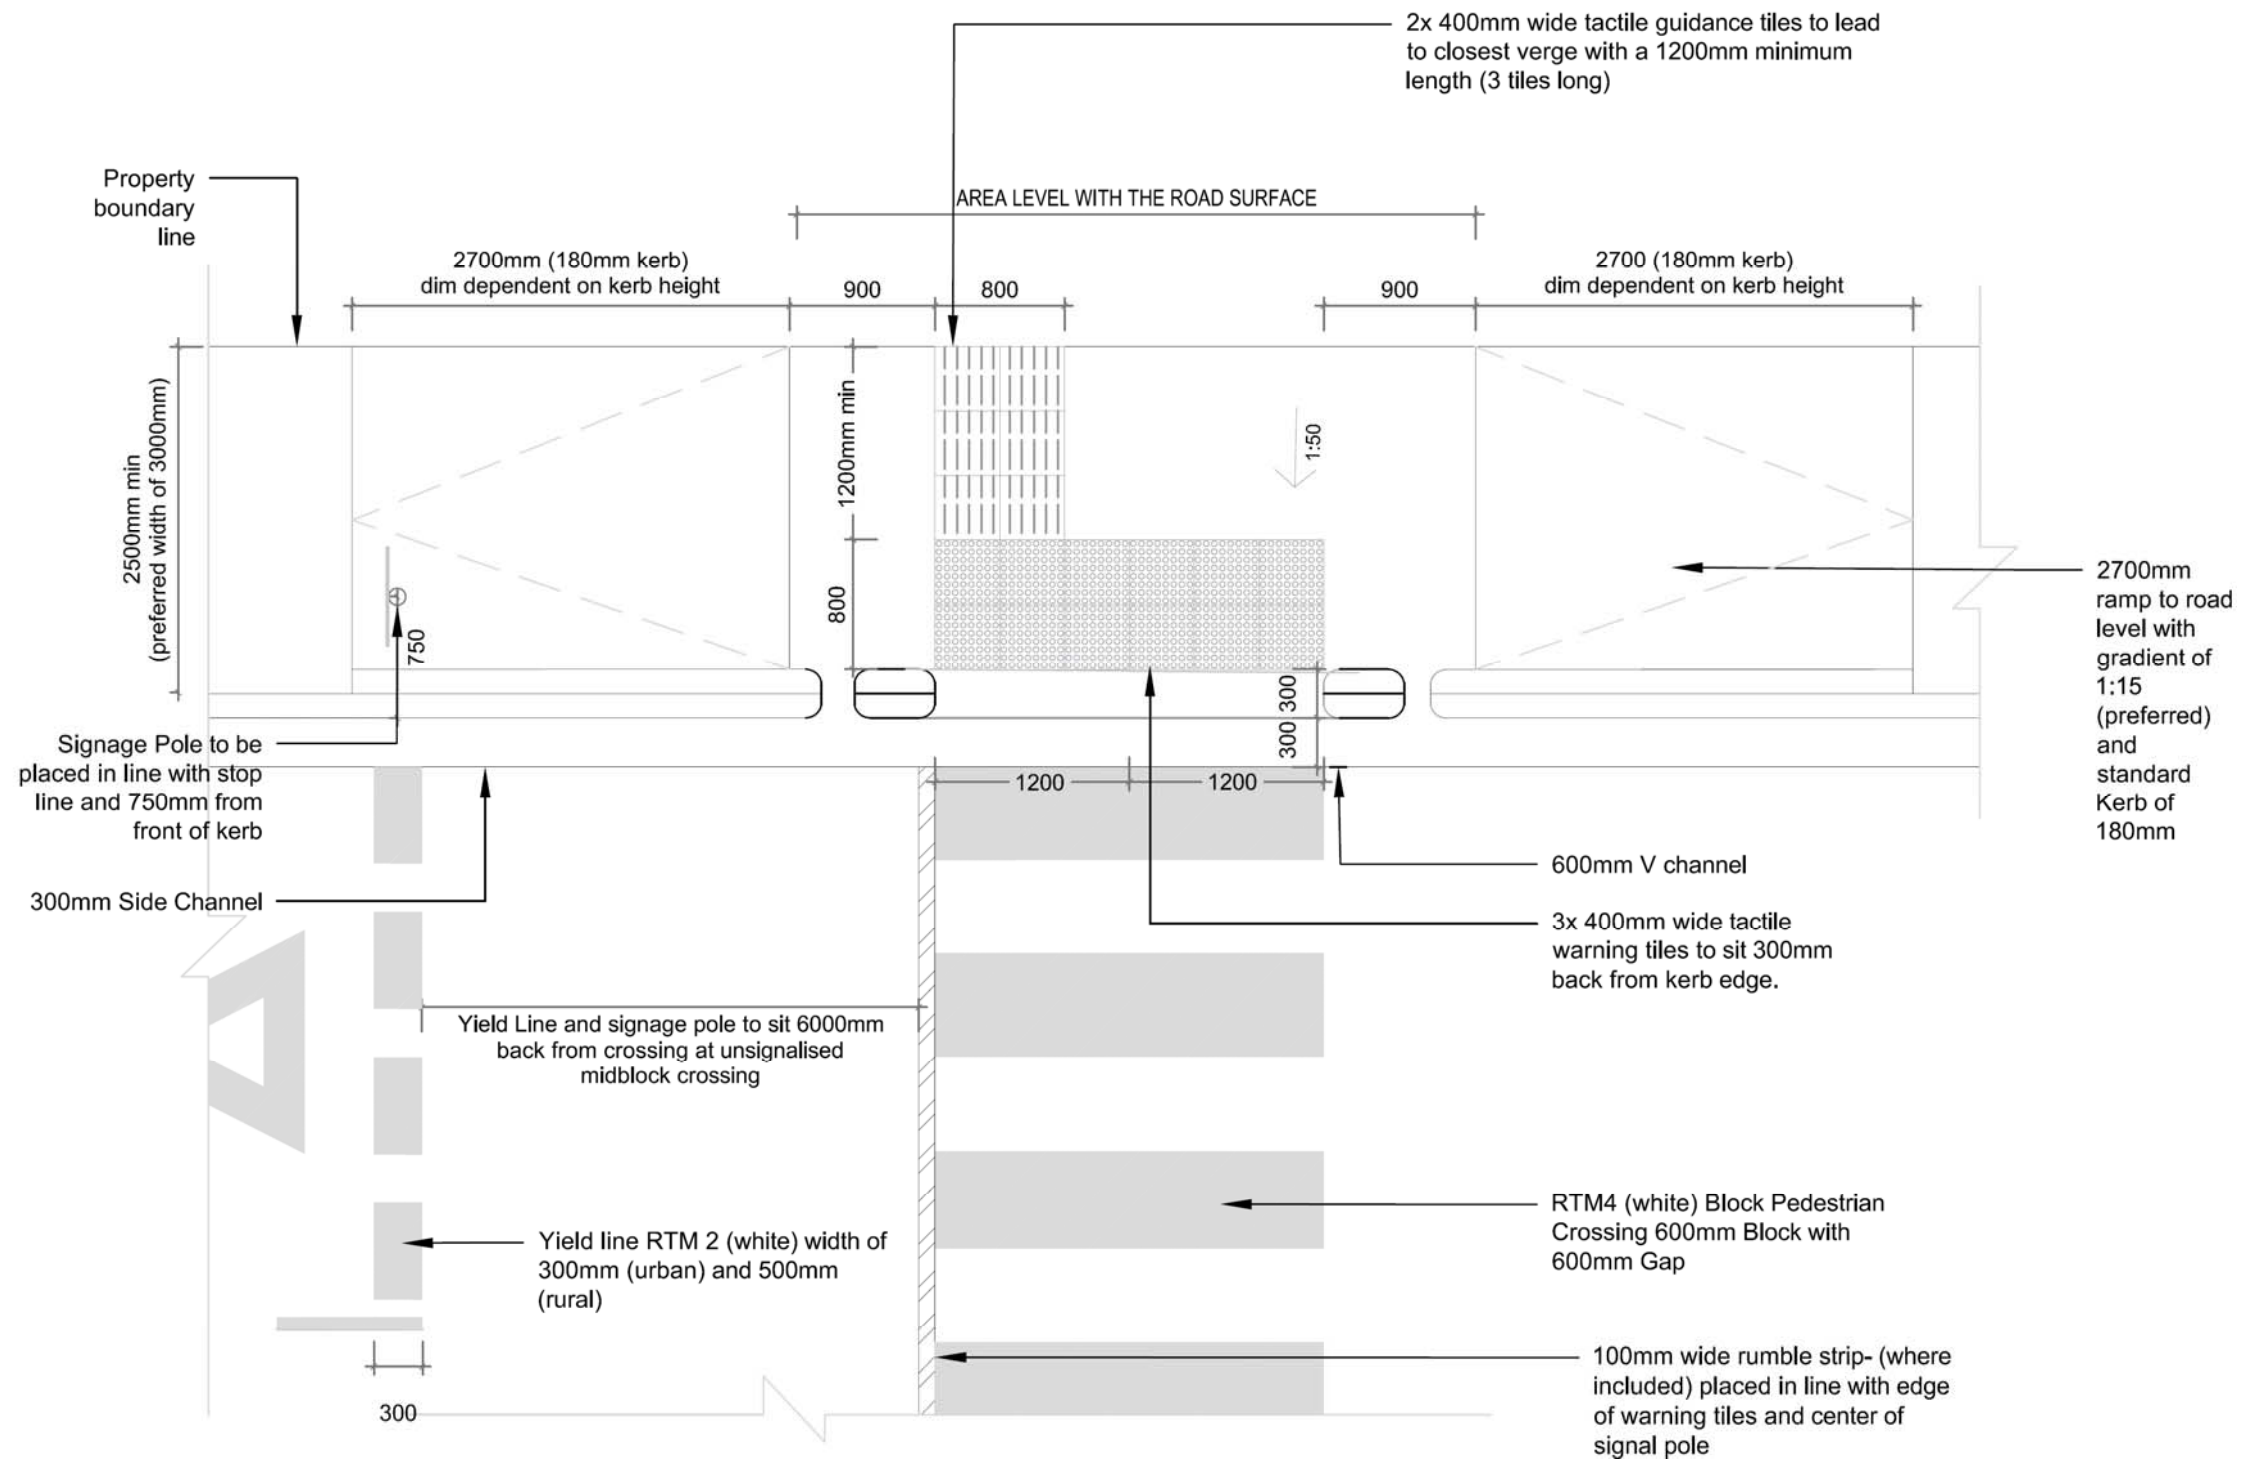 2x 400mm wide tactile guidance tiles to lead
to closest verge with a 1200mm minimum
length (3 tiles long)
Property
boundary
line
AREA LEVEL WITH THE ROAD SURFACE
2700mm (180mm kerb)
dim dependent on kerb height
900
800
900
2700 (180mm kerb)
dim dependent on kerb height
2500mm min
(preferred width of 3000mm)
1200mm min
1:50
800
750
2700mm
ramp to road
level with
gradient of
1:15
(preferred)
and
standard
Kerb of
180mm
300
300
Signage Pole to be
placed in line with stop
line and 750mm from
front of kerb
1200
1200
600mm V channel
300mm Side Channel
3x 400mm wide tactile
warning tiles to sit 300mm
back from kerb edge.
Yield Line and signage pole to sit 6000mm
back from crossing at unsignalised
midblock crossing
RTM4 (white) Block Pedestrian
Crossing 600mm Block with
600mm Gap
Yield line RTM 2 (white) width of
300mm (urban) and 500mm
(rural)
100mm wide rumble strip- (where
included) placed in line with edge
of warning tiles and center of
signal pole
300